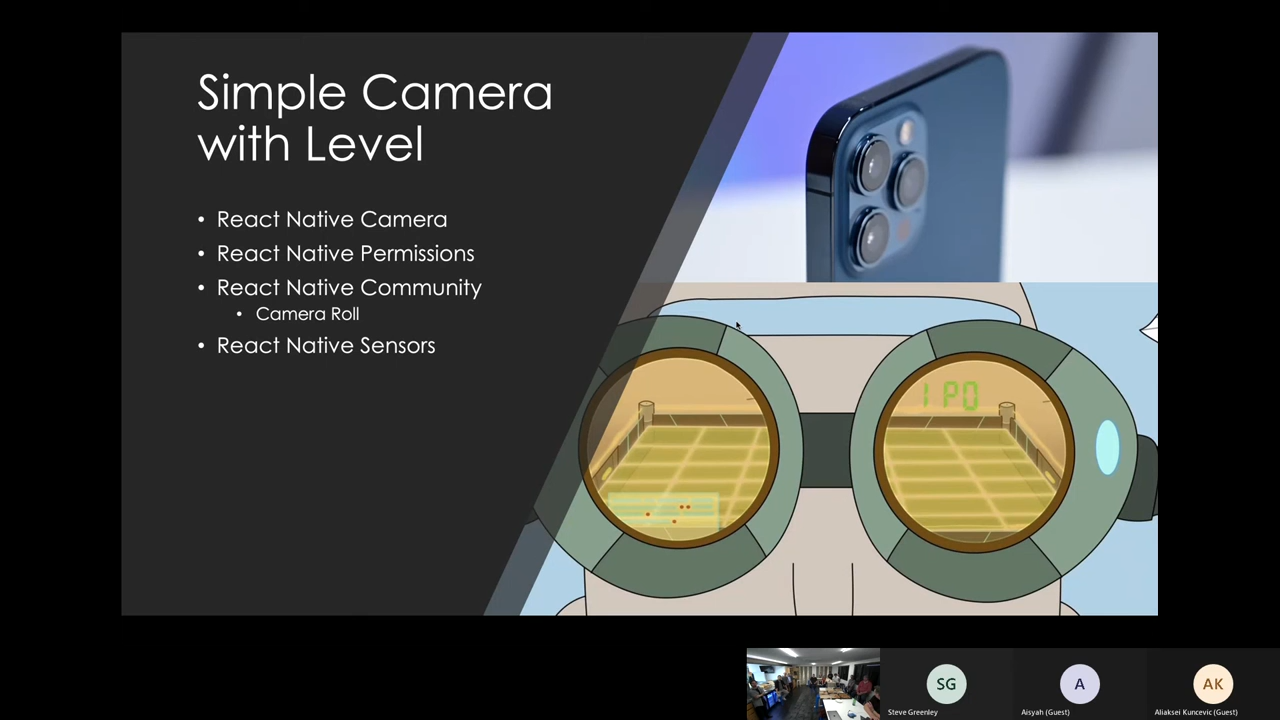 Simple Camera
with Level
• React Native Camera
• React Native Permissions
• React Native Community
• Camera Roll
• React Native Sensors
1 PO
SG
A
AK
Steve Greenley
Aisyah (Guest)
Aliaksei Kuncevic (Guest)